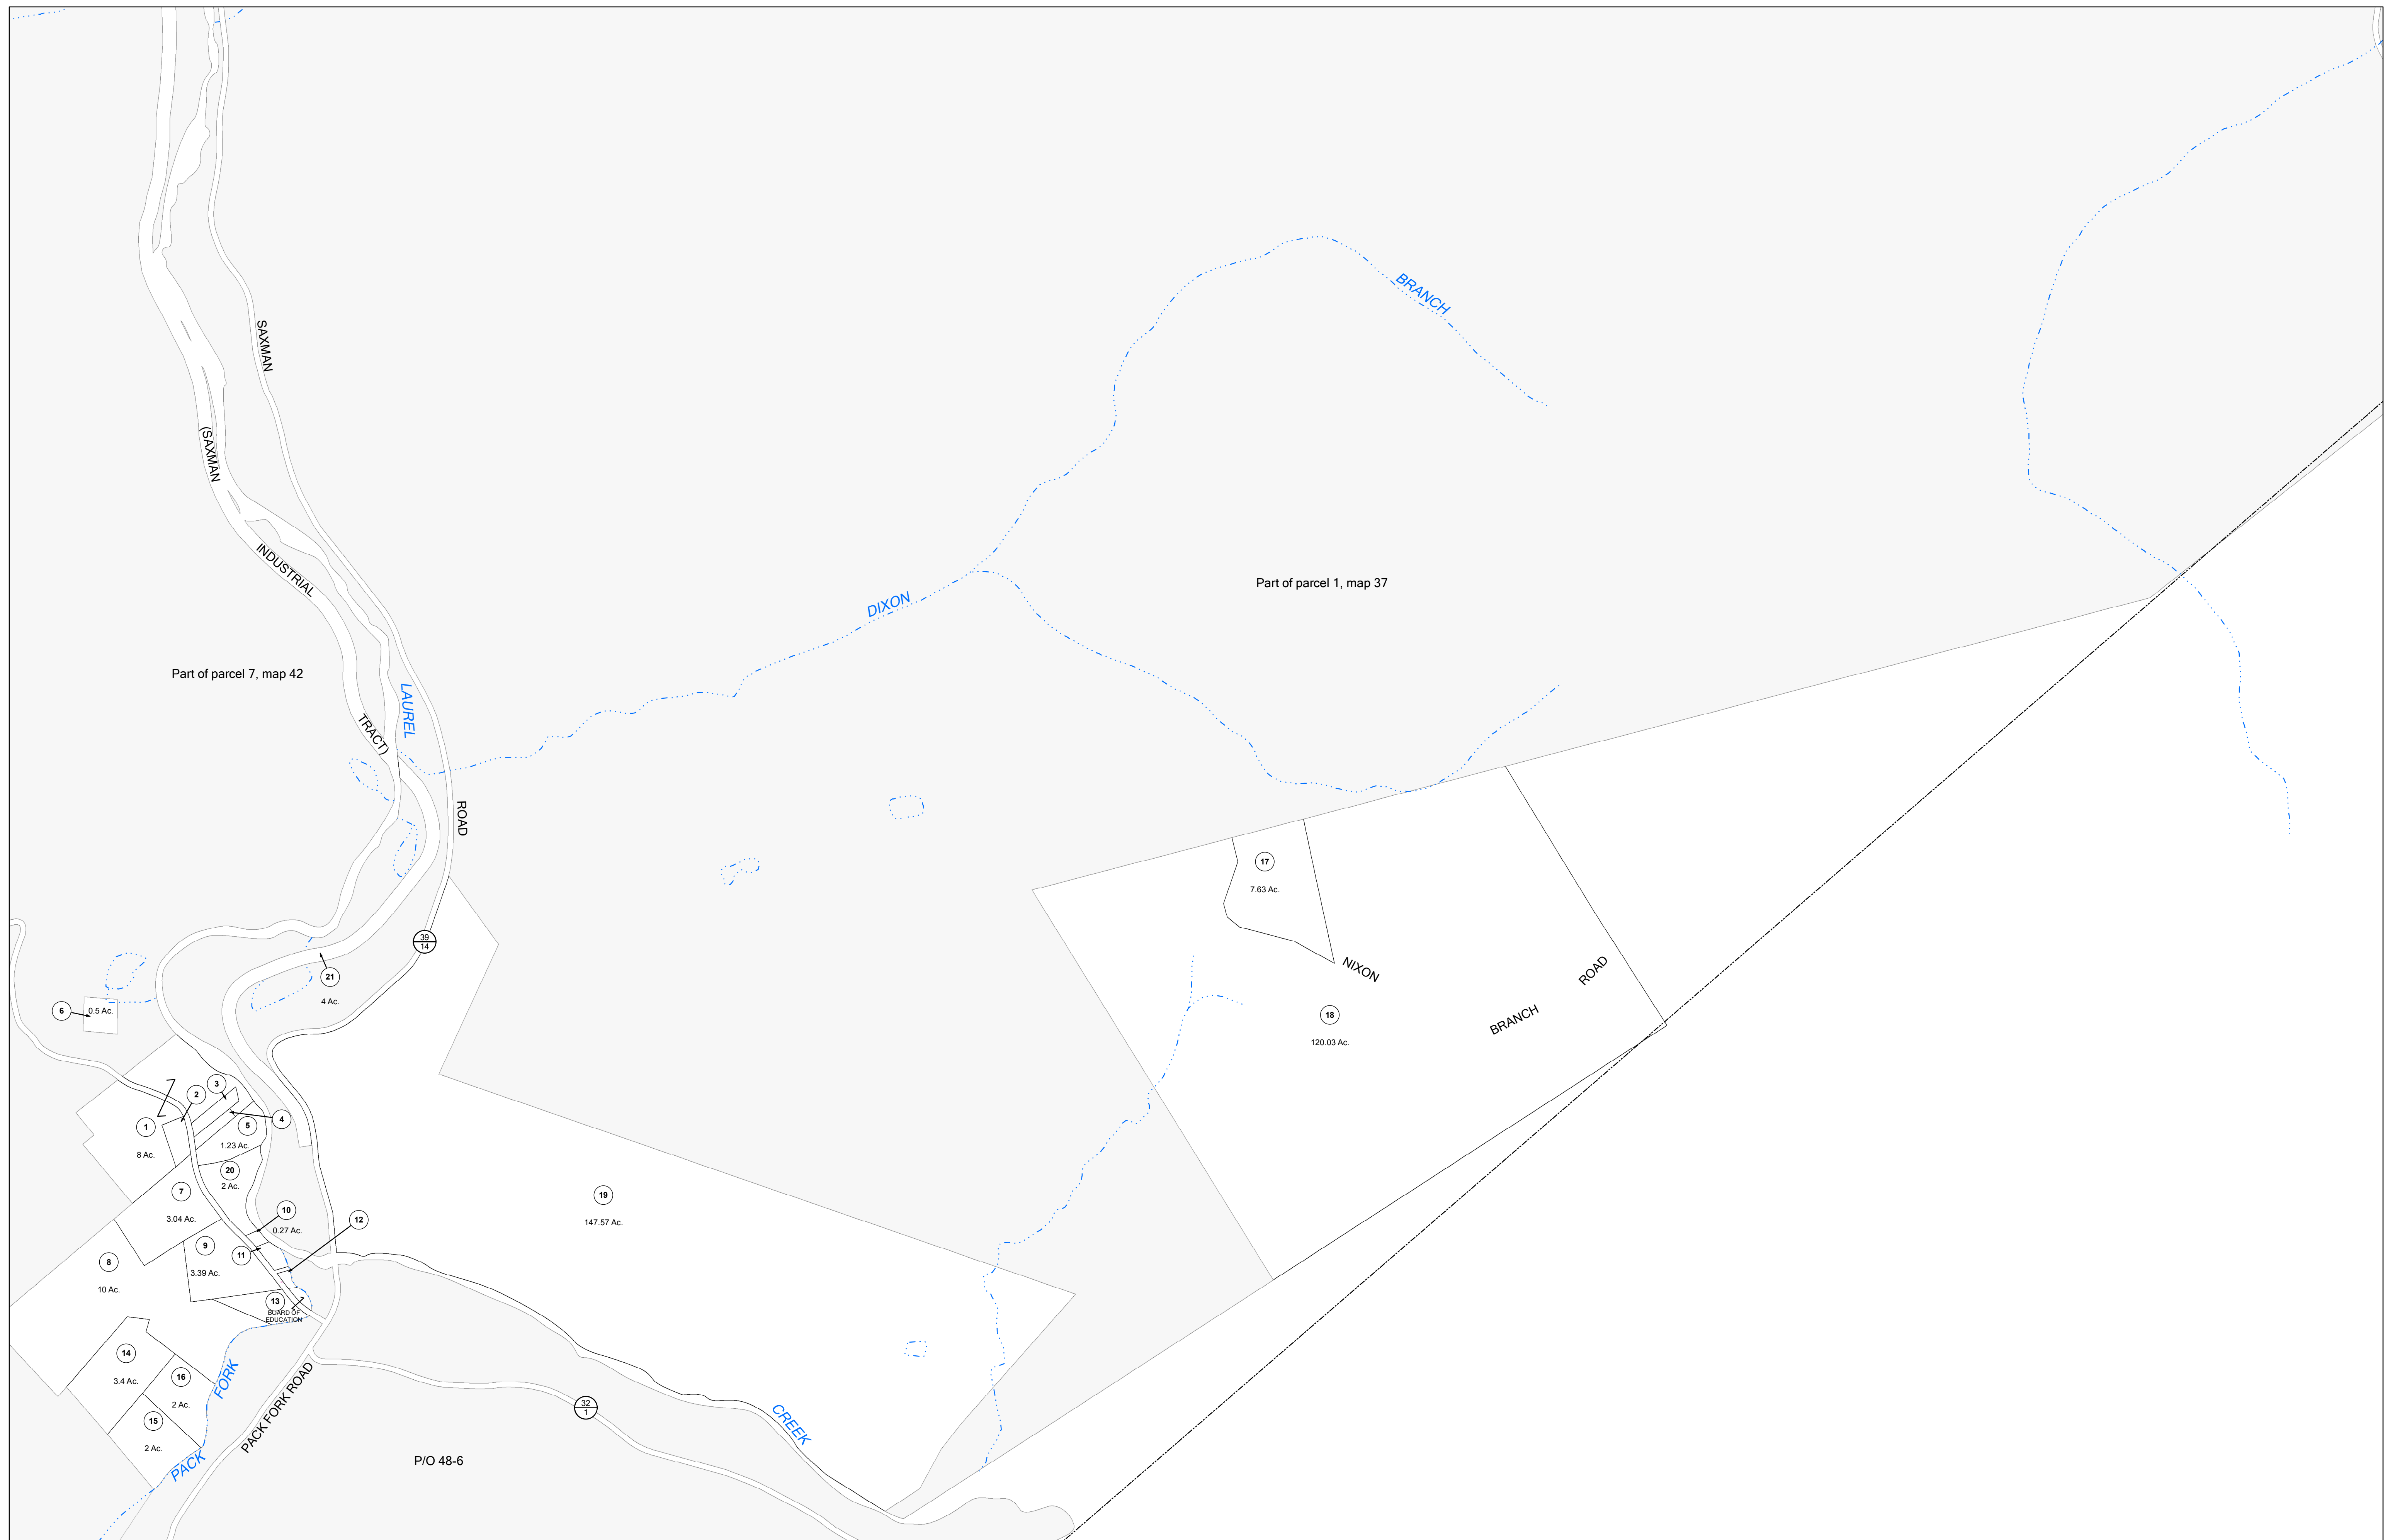 BRANCH
SAXMAN
(SAXMAN
INDUSTRIAL
Part of parcel 1, map 37
DIXON
Part of parcel 7, map 42
LAUREL
TRACT)
ROAD
17
7.63 Ac.
39
14
21
4 Ac.
NIXON
ROAD
BRANCH
18
120.03 Ac.
6
0.5 Ac.
3
2
4
1
5
8 Ac.
1.23 Ac.
20
2 Ac.
7
3.04 Ac.
19
147.57 Ac.
10
0.27 Ac.
12
9
11
3.39 Ac.
8
10 Ac.
13
BOARD OF
EDUCATION
14
3.4 Ac.
16
2 Ac.
15
2 Ac.
FORK
PACK
PACK FORK ROAD
32
1
CREEK
P/O 48-6